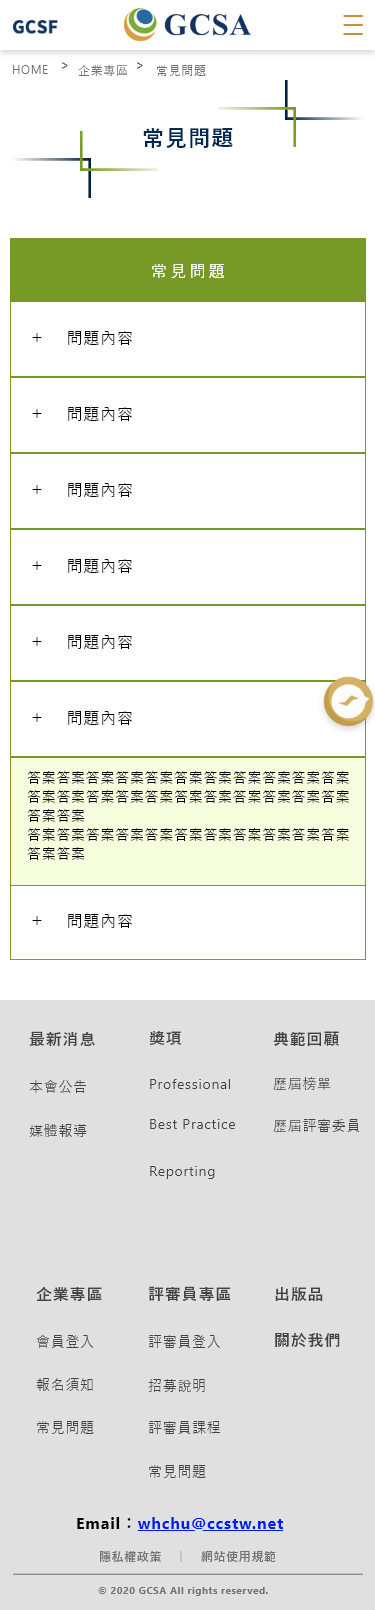 GCSF
GCSA
HOME > 企業專區 > 常見問題
常見問題
常見問題
+ 問題內容
+ 問題內容
+ 問題內容
+ 問題內容
+ 問題內容
+ 問題內容
答案答案答案答案答案答案答案答案答案答案答案
答案答案答案答案答案答案答案答案答案答案答案
答案答案
答案答案答案答案答案答案答案答案答案答案答案
答案答案
+ 問題內容
最新消息
本會公告
媒體報導
獎項
Professional
Best Practice
Reporting
典範回顧
歷屆榜單
歷屆評審委員
企業專區
會員登入
報名須知
常見問題
評審員專區
評審員登入
招募說明
評審員課程
常見問題
出版品
關於我們
Email：whchu@ccstw.net
隱私權政策 | 網站使用規範
© 2020 GCSA All rights reserved.